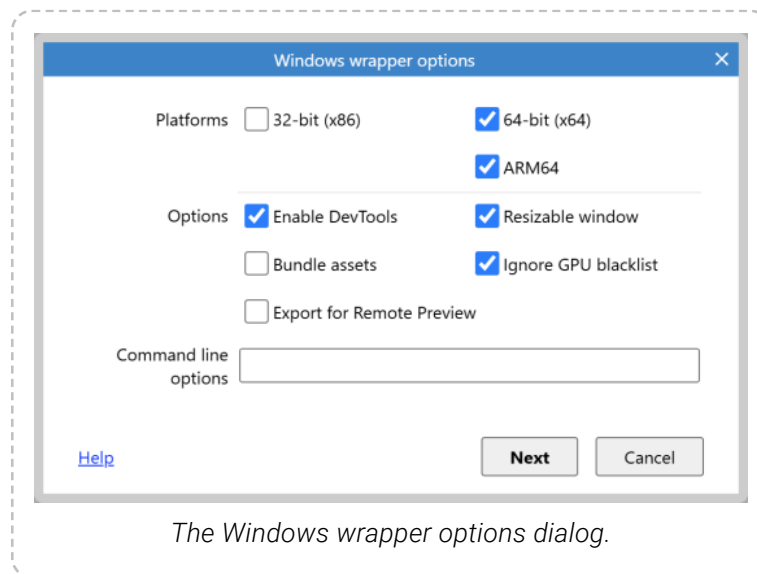 Windows wrapper options
Platforms 32-bit (x86) 64-bit (x64)
ARM64
Options Enable DevTools Resizable window
Bundle assets Ignore GPU blacklist
Export for Remote Preview
Command line
options
Help Next Cancel
The Windows wrapper options dialog.